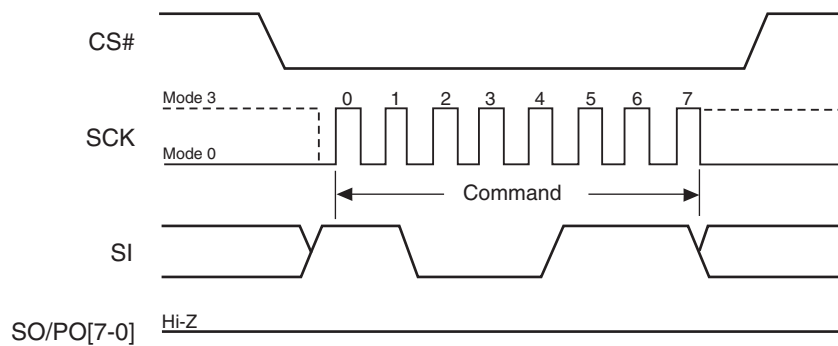 CS#
Mode 3
0 1 2 3 4 5 6 7
SCK
Mode 0
Command
SI
Hi-Z
SO/PO[7-0]